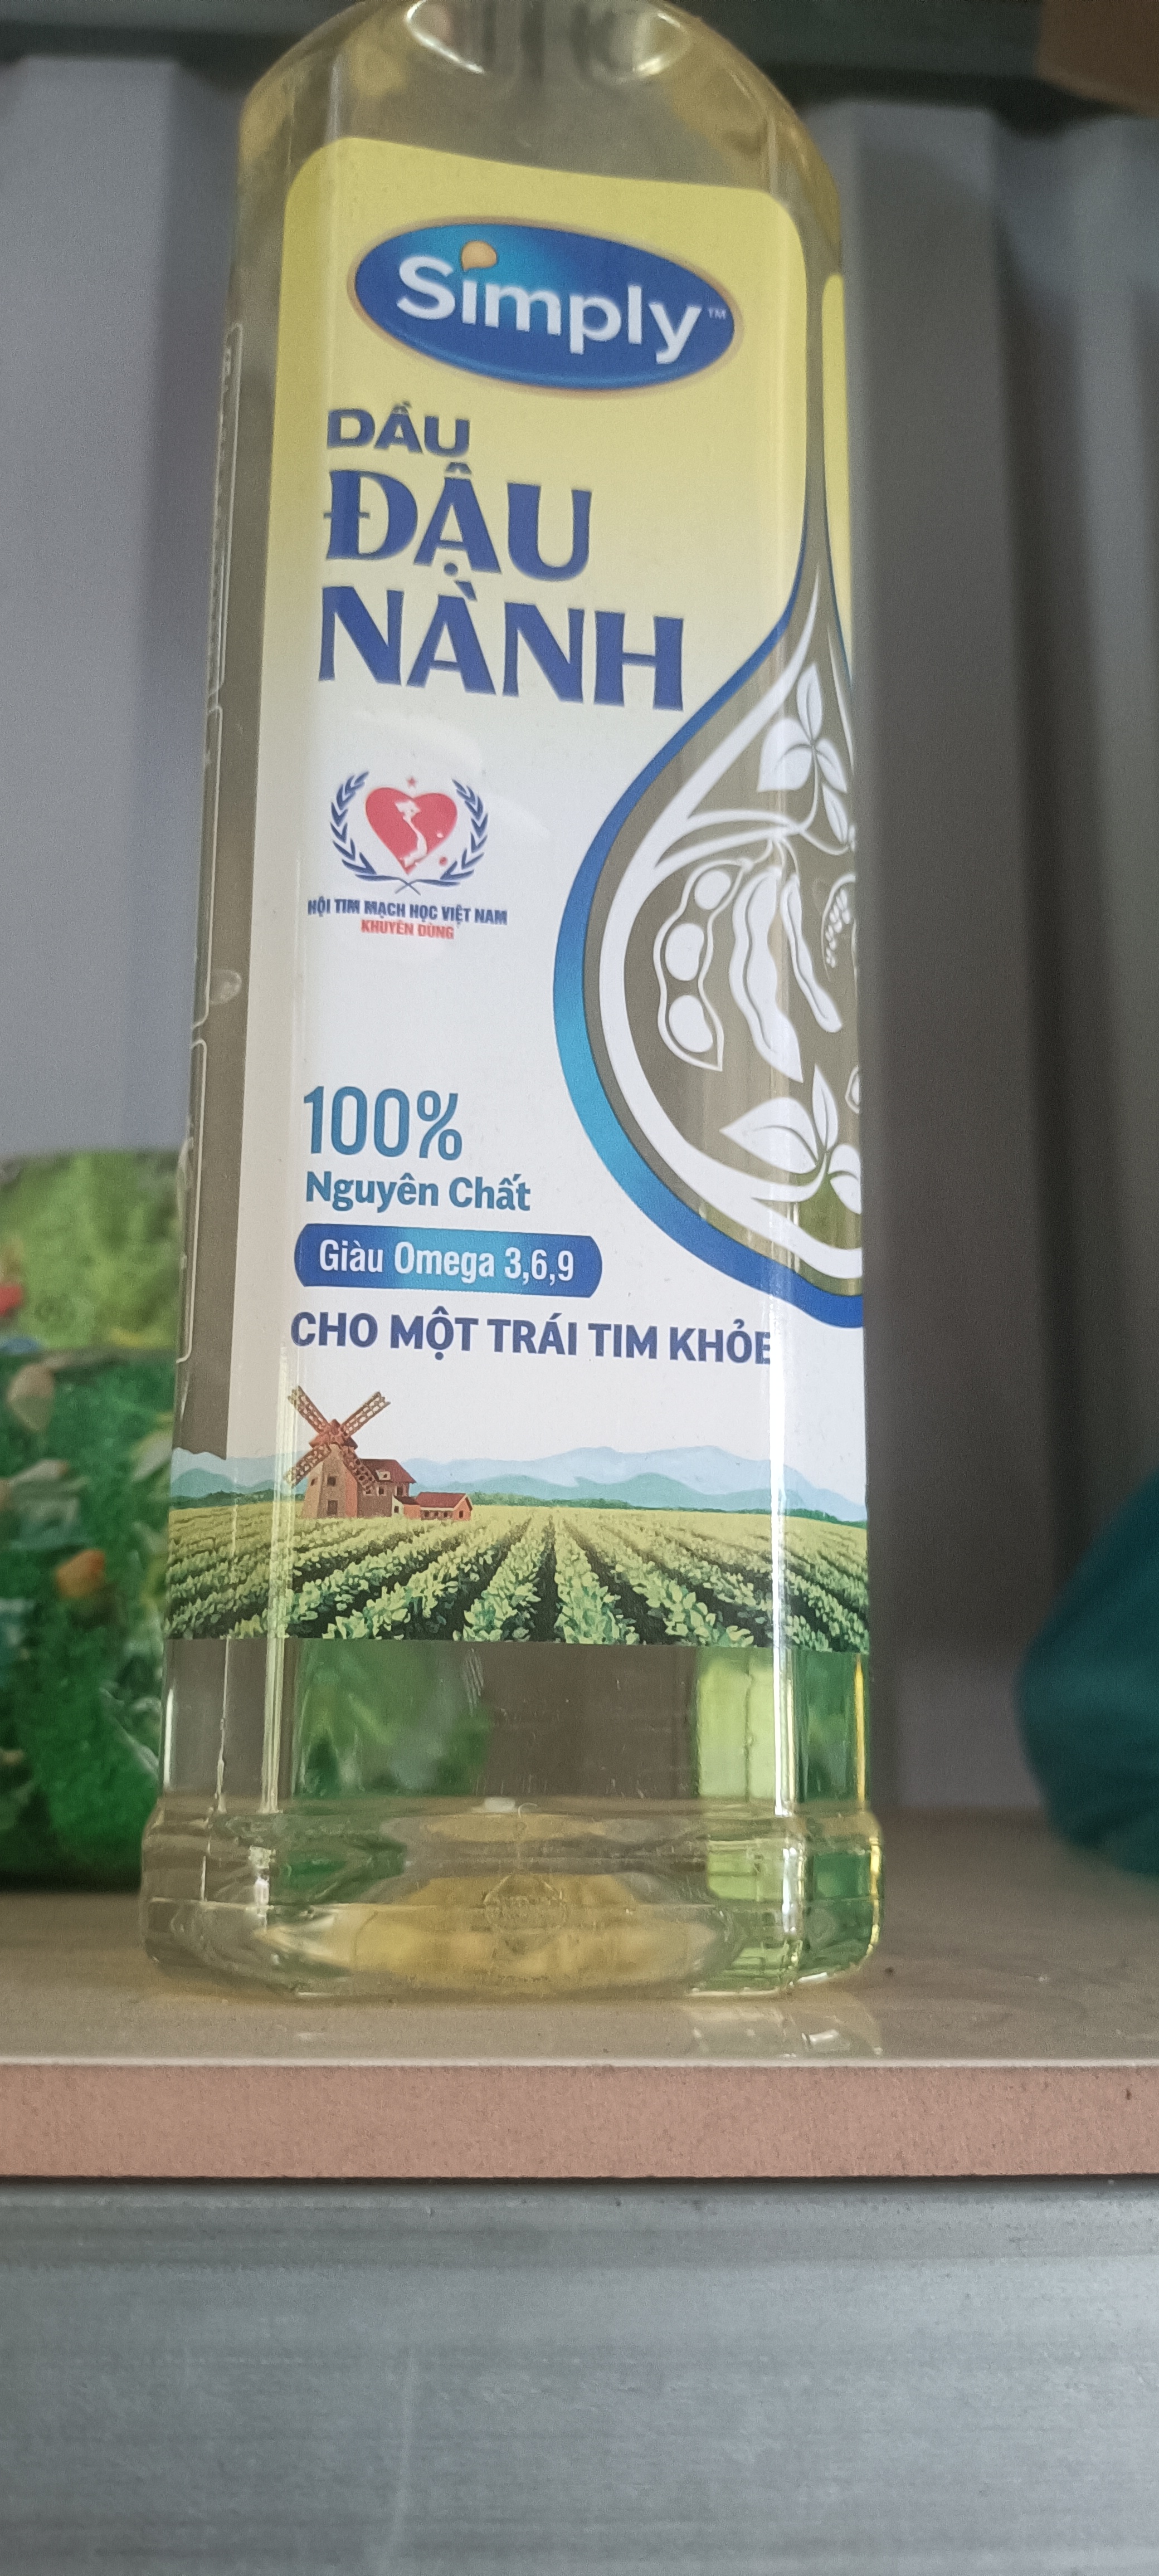 Simply™
DẦU
ĐẬU
NÀNH
HỘI TIM MẠCH HỌC VIỆT NAM
KHUYÊN DÙNG
100%
Nguyên Chất
Giàu Omega 3,6,9
CHO MỘT TRÁI TIM KHỎE